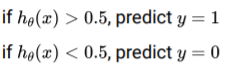 if hθ(x) > 0.5, predict y = 1
if hθ(x) < 0.5, predict y = 0